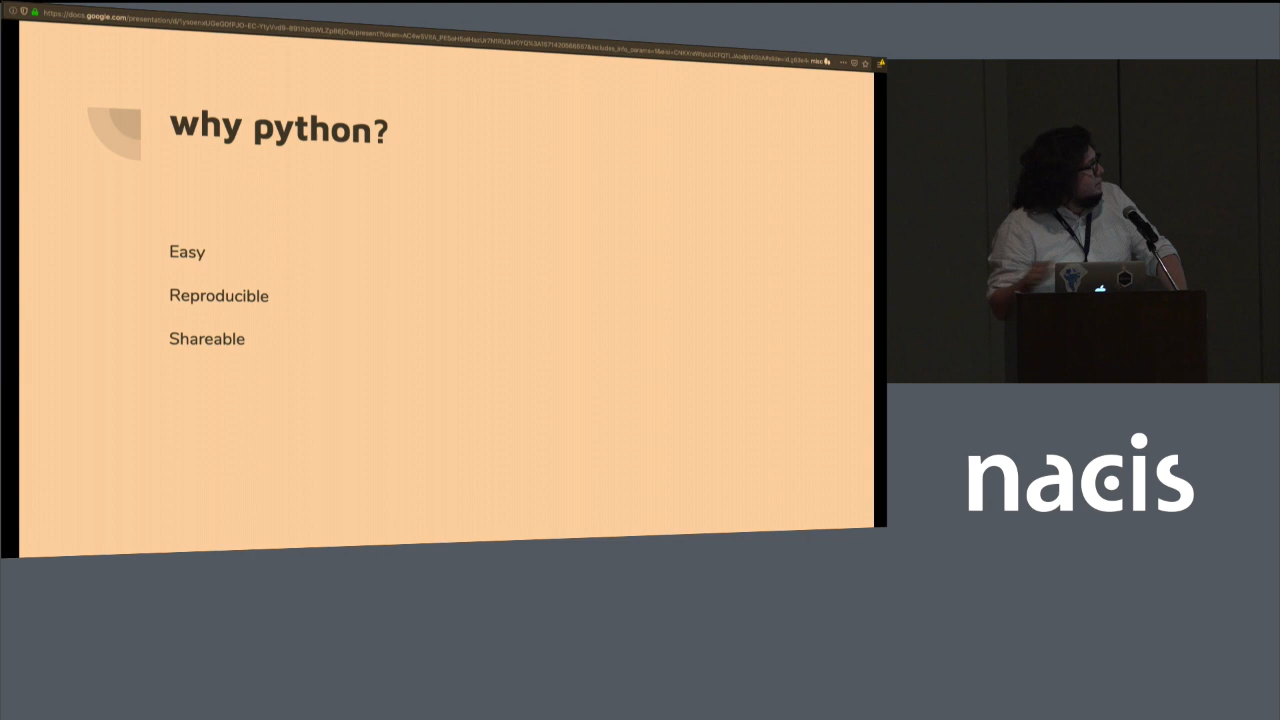 why python?
Easy
Reproducible
Shareable
nacis